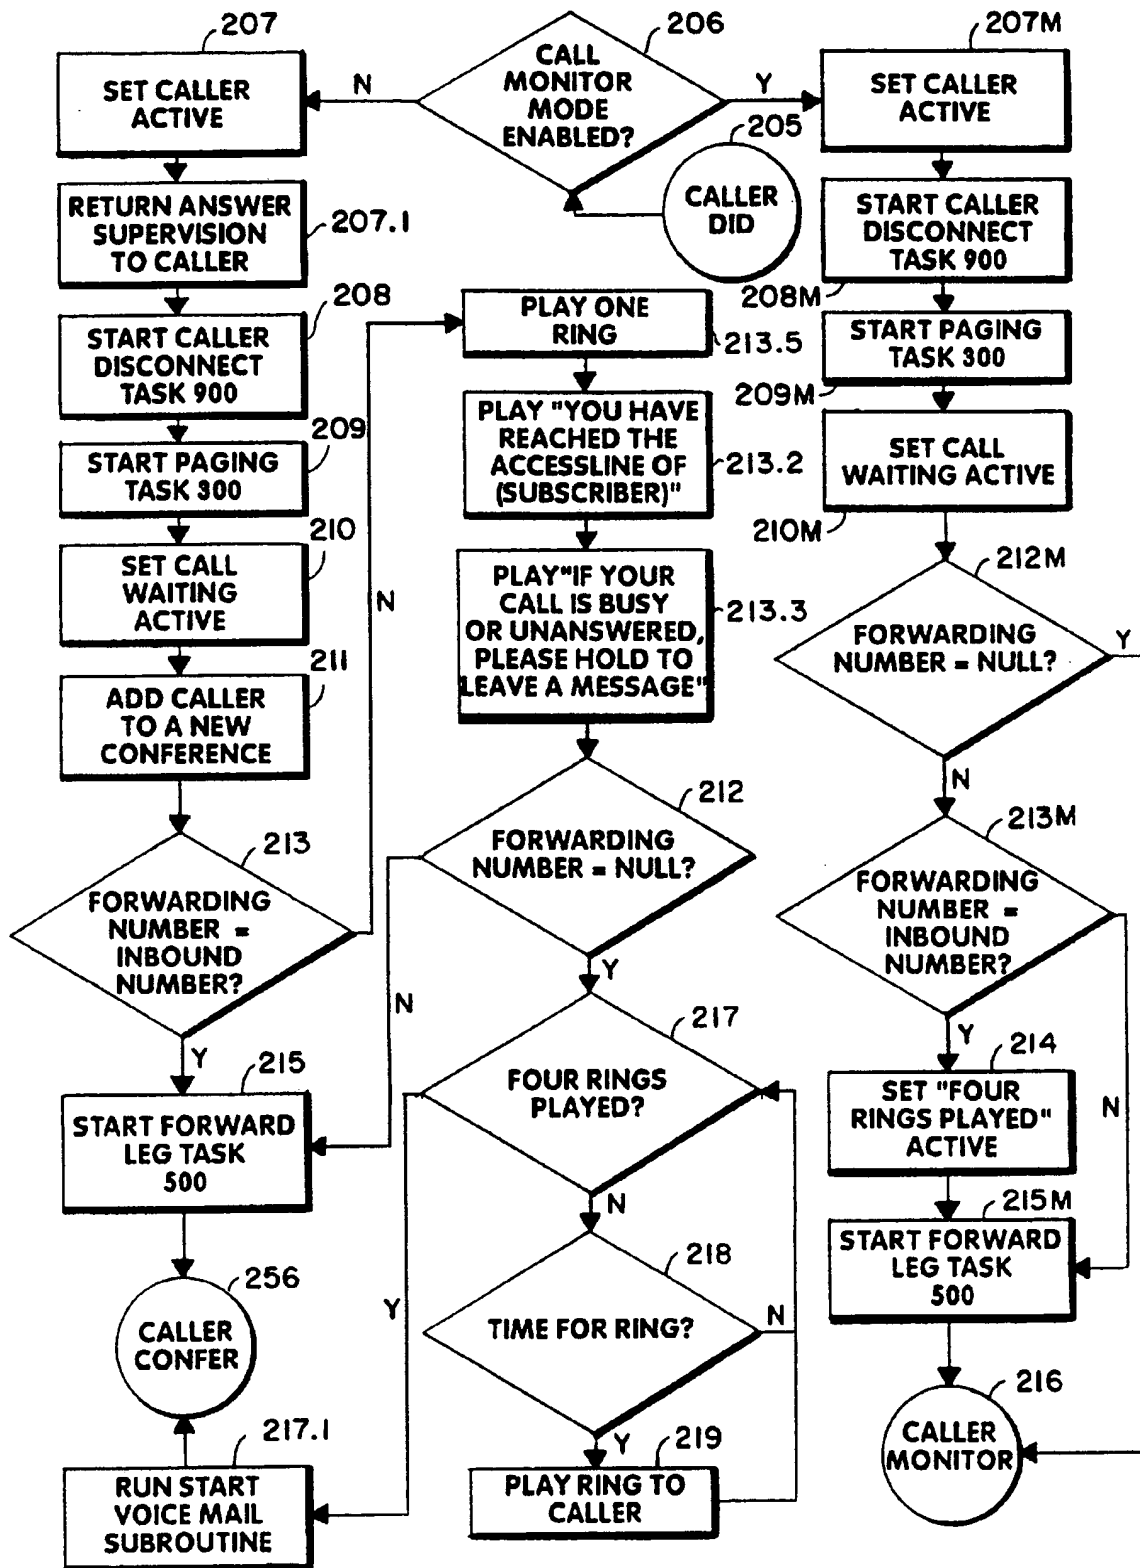 207
SET CALLER
ACTIVE
N
206
CALL
MONITOR
MODE
ENABLED?
Y
207M
SET CALLER
ACTIVE
205
CALLER
DID
RETURN ANSWER
SUPERVISION
TO CALLER
207.1
208
START CALLER
DISCONNECT
TASK 900
209
START PAGING
TASK 300
210
SET CALL
WAITING
ACTIVE
211
ADD CALLER
TO A NEW
CONFERENCE
213
FORWARDING
NUMBER =
INBOUND
NUMBER?
N
Y
215
START FORWARD
LEG TASK
500
256
CALLER
CONFER
217.1
RUN START
VOICE MAIL
SUBROUTINE
PLAY ONE
RING
213.5
PLAY "YOU HAVE
REACHED THE
ACCESSLINE OF
(SUBSCRIBER)"
213.2
PLAY"IF YOUR
CALL IS BUSY
OR UNANSWERED,
PLEASE HOLD TO
LEAVE A MESSAGE"
213.3
212
FORWARDING
NUMBER = NULL?
N
Y
217
FOUR RINGS
PLAYED?
Y
N
218
TIME FOR RING?
N
Y
219
PLAY RING TO
CALLER
START CALLER
DISCONNECT
TASK 900
208M
START PAGING
TASK 300
209M
SET CALL
WAITING ACTIVE
210M
212M
FORWARDING
NUMBER = NULL?
Y
N
213M
FORWARDING
NUMBER =
INBOUND
NUMBER?
Y
N
214
SET "FOUR
RINGS PLAYED"
ACTIVE
215M
START FORWARD
LEG TASK
500
216
CALLER
MONITOR